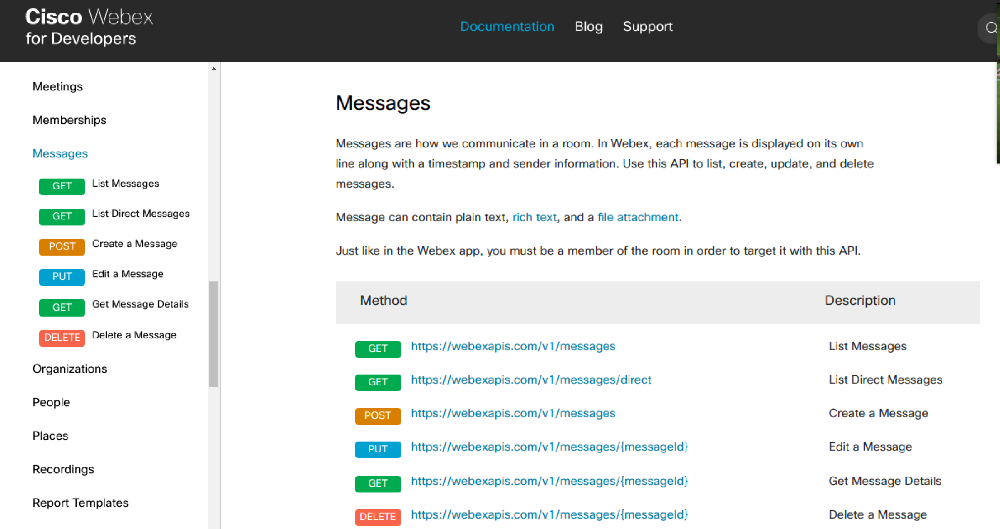 Cisco Webex
for Developers
Documentation Blog Support
Meetings
Memberships
Messages
GET List Messages
GET List Direct Messages
POST Create a Message
PUT Edit a Message
GET Get Message Details
DELETE Delete a Message
Organizations
People
Places
Recordings
Report Templates
Messages
Messages are how we communicate in a room. In Webex, each message is displayed on its own
line along with a timestamp and sender information. Use this API to list, create, update, and delete
messages.
Message can contain plain text, rich text, and a file attachment.
Just like in the Webex app, you must be a member of the room in order to target it with this API.
Method Description
GET https://webexapis.com/v1/messages List Messages
GET https://webexapis.com/v1/messages/direct List Direct Messages
POST https://webexapis.com/v1/messages Create a Message
PUT https://webexapis.com/v1/messages/{messageId} Edit a Message
GET https://webexapis.com/v1/messages/{messageId} Get Message Details
DELETE https://webexapis.com/v1/messages/{messageId} Delete a Message